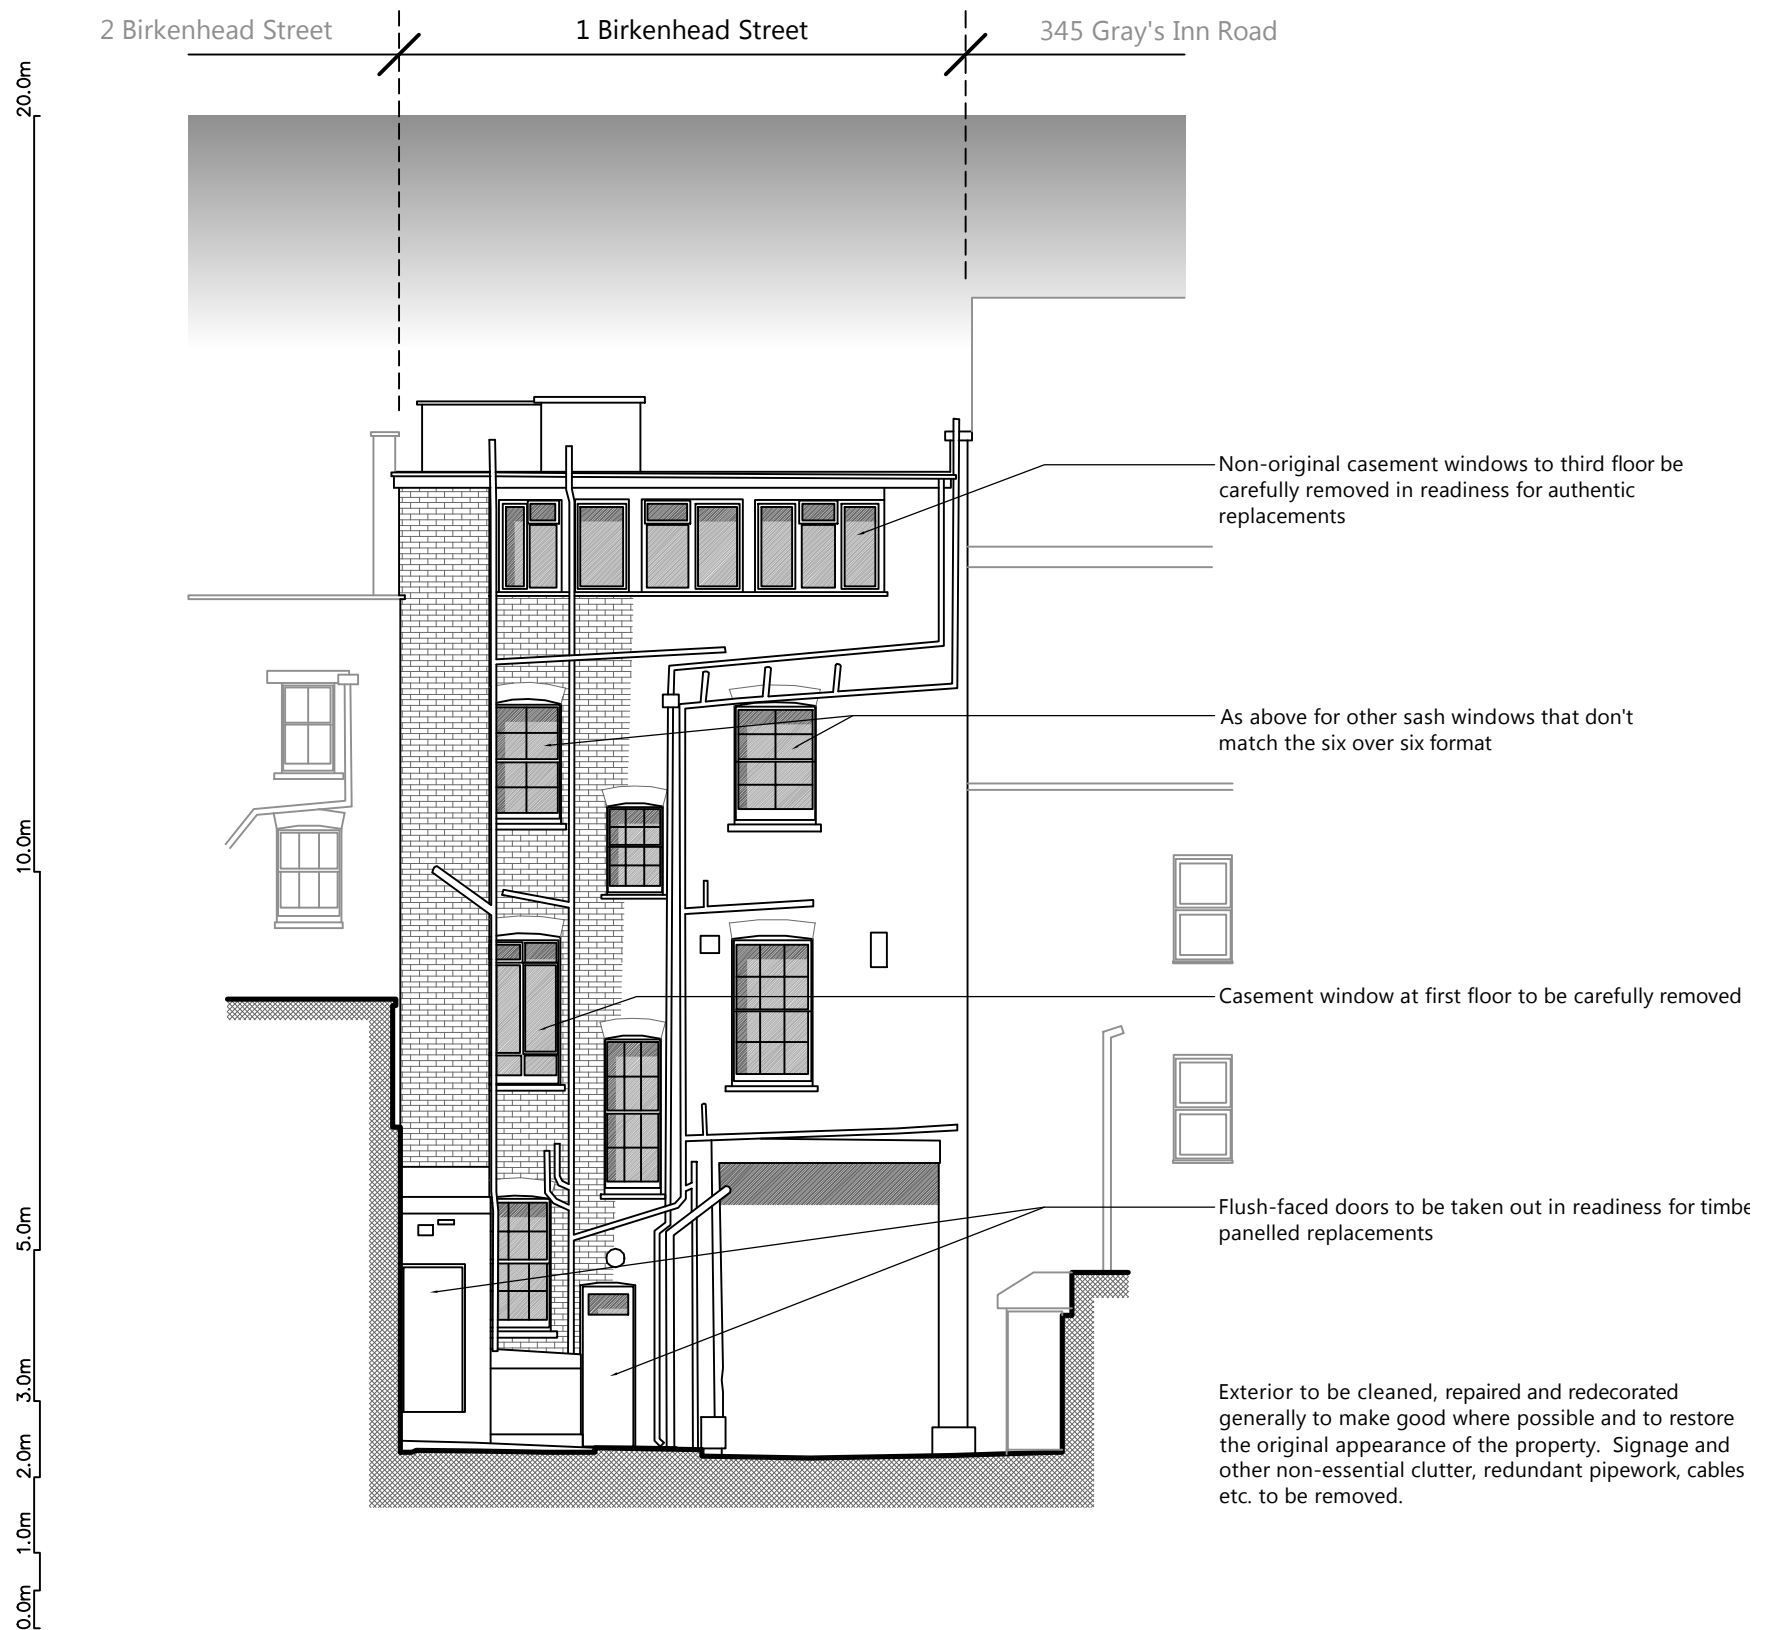 2 Birkenhead Street
1 Birkenhead Street
345 Gray's Inn Road
20.0m
10.0m
5.0m
3.0m
2.0m
1.0m
0.0m
Non-original casement windows to third floor be
carefully removed in readiness for authentic
replacements
As above for other sash windows that don't
match the six over six format
Casement window at first floor to be carefully removed
Flush-faced doors to be taken out in readiness for timbe
panelled replacements
Exterior to be cleaned, repaired and redecorated
generally to make good where possible and to restore
the original appearance of the property.  Signage and
other non-essential clutter, redundant pipework, cables
etc. to be removed.